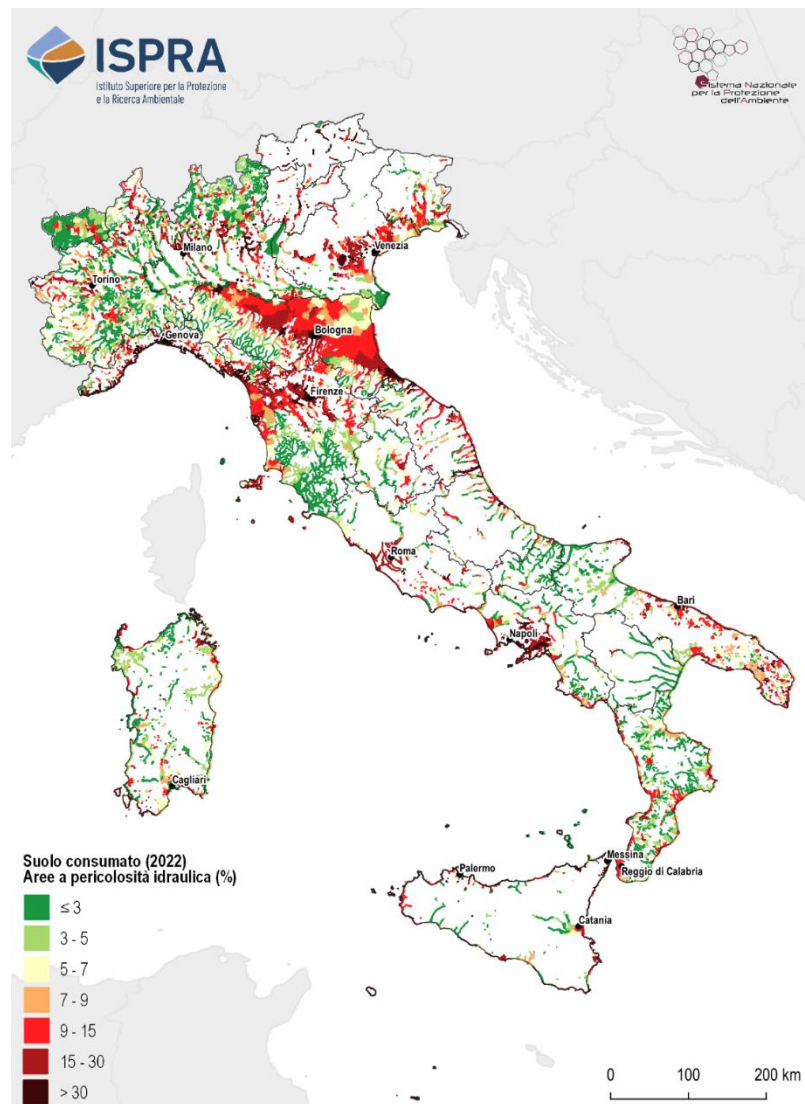 ISPRA
Istituto Superiore per la Protezione
e la Ricerca Ambientale
Sistema Nazionale
per la Protezione
dell'Ambiente
Milano
Venezia
Torino
Bologna
Genova
Firenze
Roma
Bari
Napoli
Cagliari
Messina
Palermo
Reggio di Calabria
Catania
Suolo consumato (2022)
Aree a pericolosità idraulica (%)
≤ 3
3 - 5
5 - 7
7 - 9
9 - 15
15 - 30
> 30
0 100 200 km